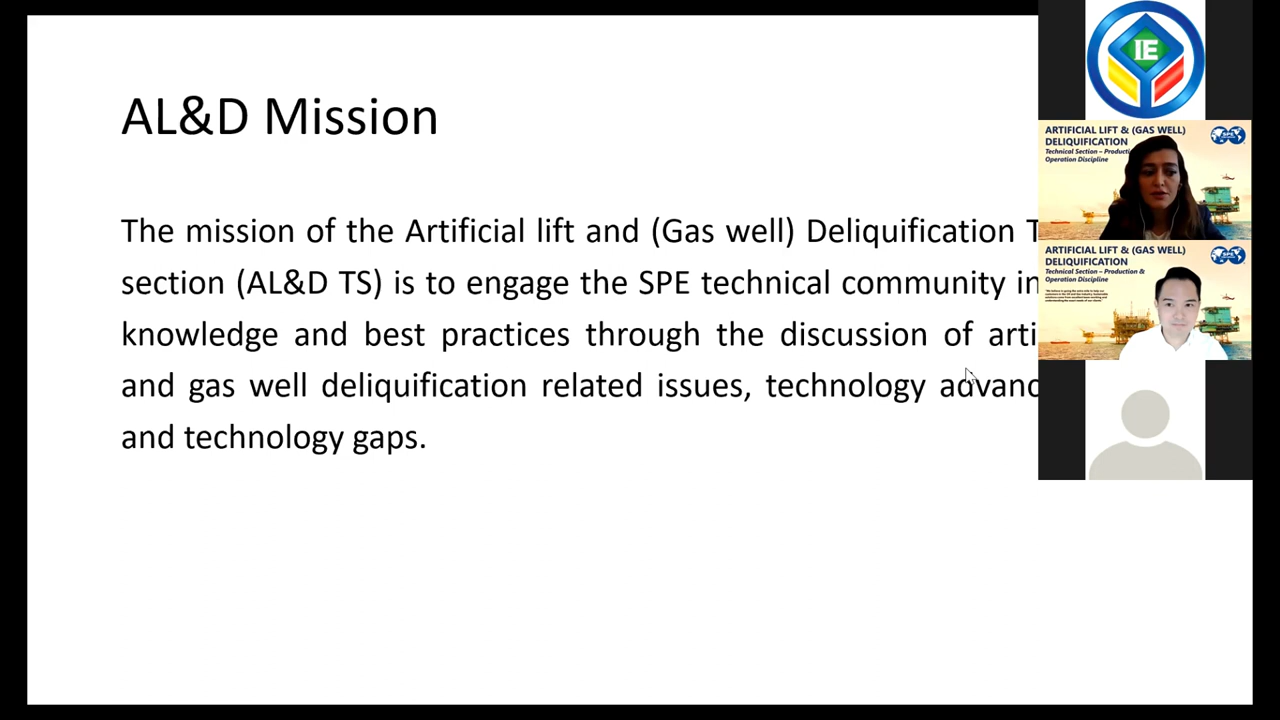 AL&D Mission
The mission of the Artificial lift and (Gas well) Deliquification T
section (AL&D TS) is to engage the SPE technical community in
knowledge and best practices through the discussion of arti
and gas well deliquification related issues, technology advanc
and technology gaps.
IE
ARTIFICIAL LIFT & (GAS WELL)
DELIQUIFICATION
Technical Section – Producti
Operation Discipline
SPE
ARTIFICIAL LIFT & (GAS WELL)
DELIQUIFICATION
Technical Section – Production &
Operation Discipline
SPE